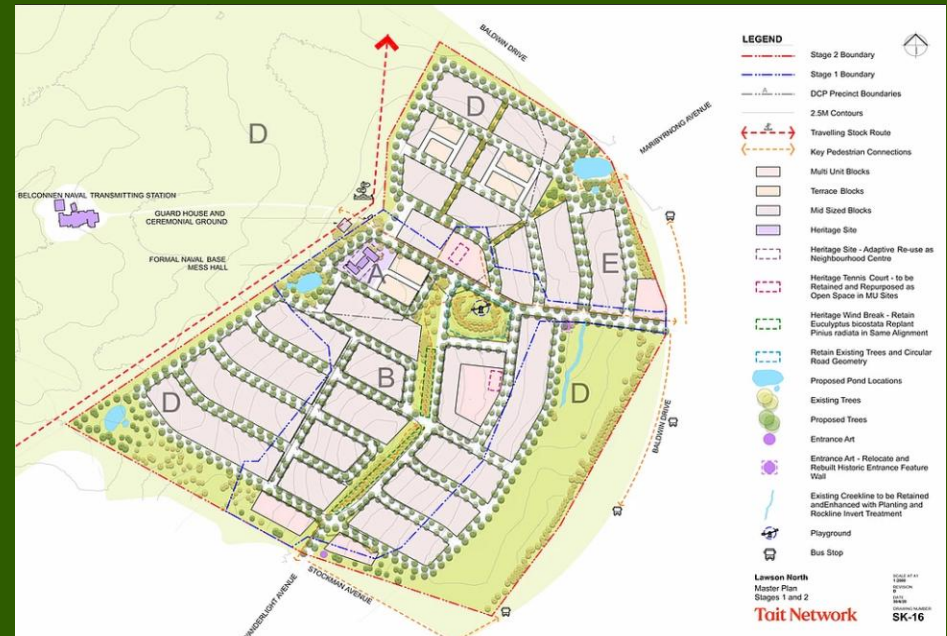 BALDWIN DRIVE
MARIBYRNONG AVENUE
D
D
BELCONNEN NAVAL TRANSMITTING STATION
GUARD HOUSE AND
CEREMONIAL GROUND
FORMAL NAVAL BASE
MESS HALL
A
E
B
D
D
BALDWIN DRIVE
STOCKMAN AVENUE
WANDERLIGHT AVENUE
LEGEND
Stage 2 Boundary
Stage 1 Boundary
DCP Precinct Boundaries
2.5M Contours
Travelling Stock Route
Key Pedestrian Connections
Multi Unit Blocks
Terrace Blocks
Mid Sized Blocks
Heritage Site
Heritage Site - Adaptive Re-use as
Neighbourhood Centre
Heritage Tennis Court - to be
Retained and Repurposed as
Open Space in MU Sites
Heritage Wind Break - Retain
Eucylyptus bicostata Replant
Pinius radiata in Same Alignment
Retain Existing Trees and Circular
Road Geometry
Proposed Pond Locations
Existing Trees
Proposed Trees
Entrance Art
Entrance Art - Relocate and
Rebuilt Historic Entrance Feature
Wall
Existing Creekline to be Retained
andEnhanced with Planting and
Rockline Invert Treatment
Playground
Bus Stop
Lawson North
Master Plan
Stages 1 and 2
Tait Network
REVISION
DATE
DRAWING NUMBER
SK-16